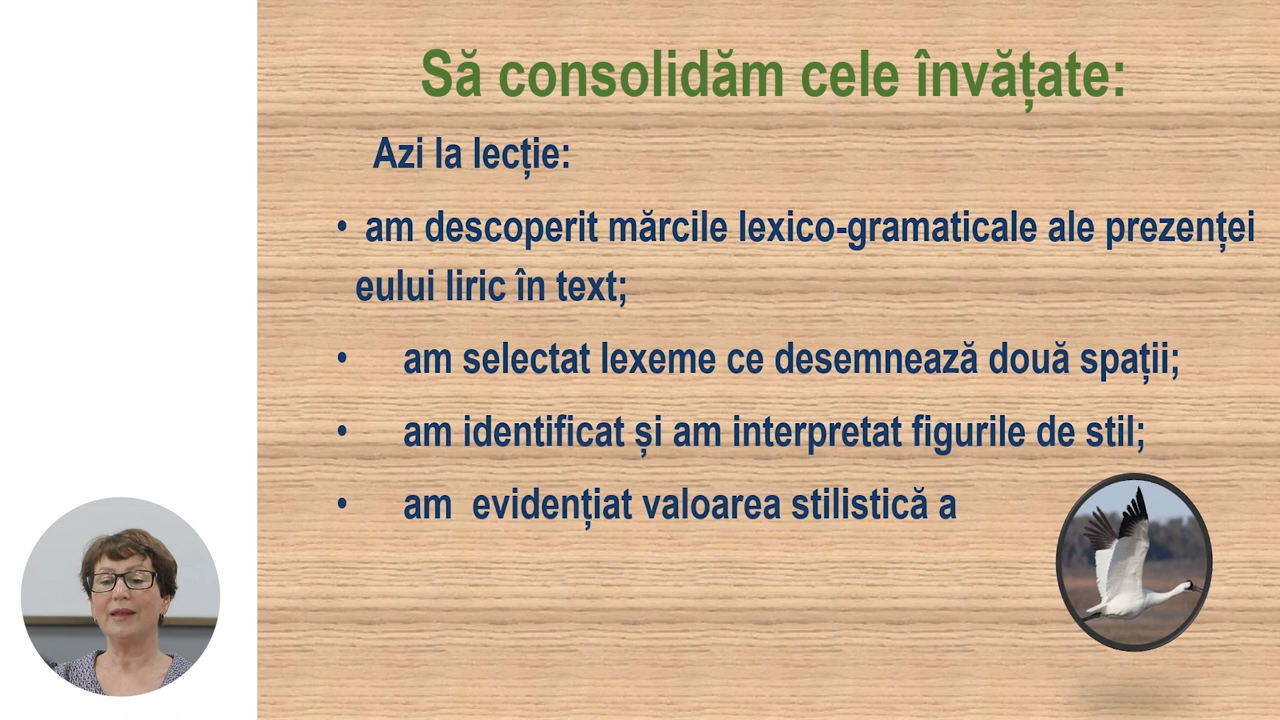 Să consolidăm cele învățate:
Azi la lecție:
• am descoperit mărcile lexico-gramaticale ale prezenței
eului liric în text;
• am selectat lexeme ce desemnează două spații;
• am identificat și am interpretat figurile de stil;
• am evidențiat valoarea stilistică a